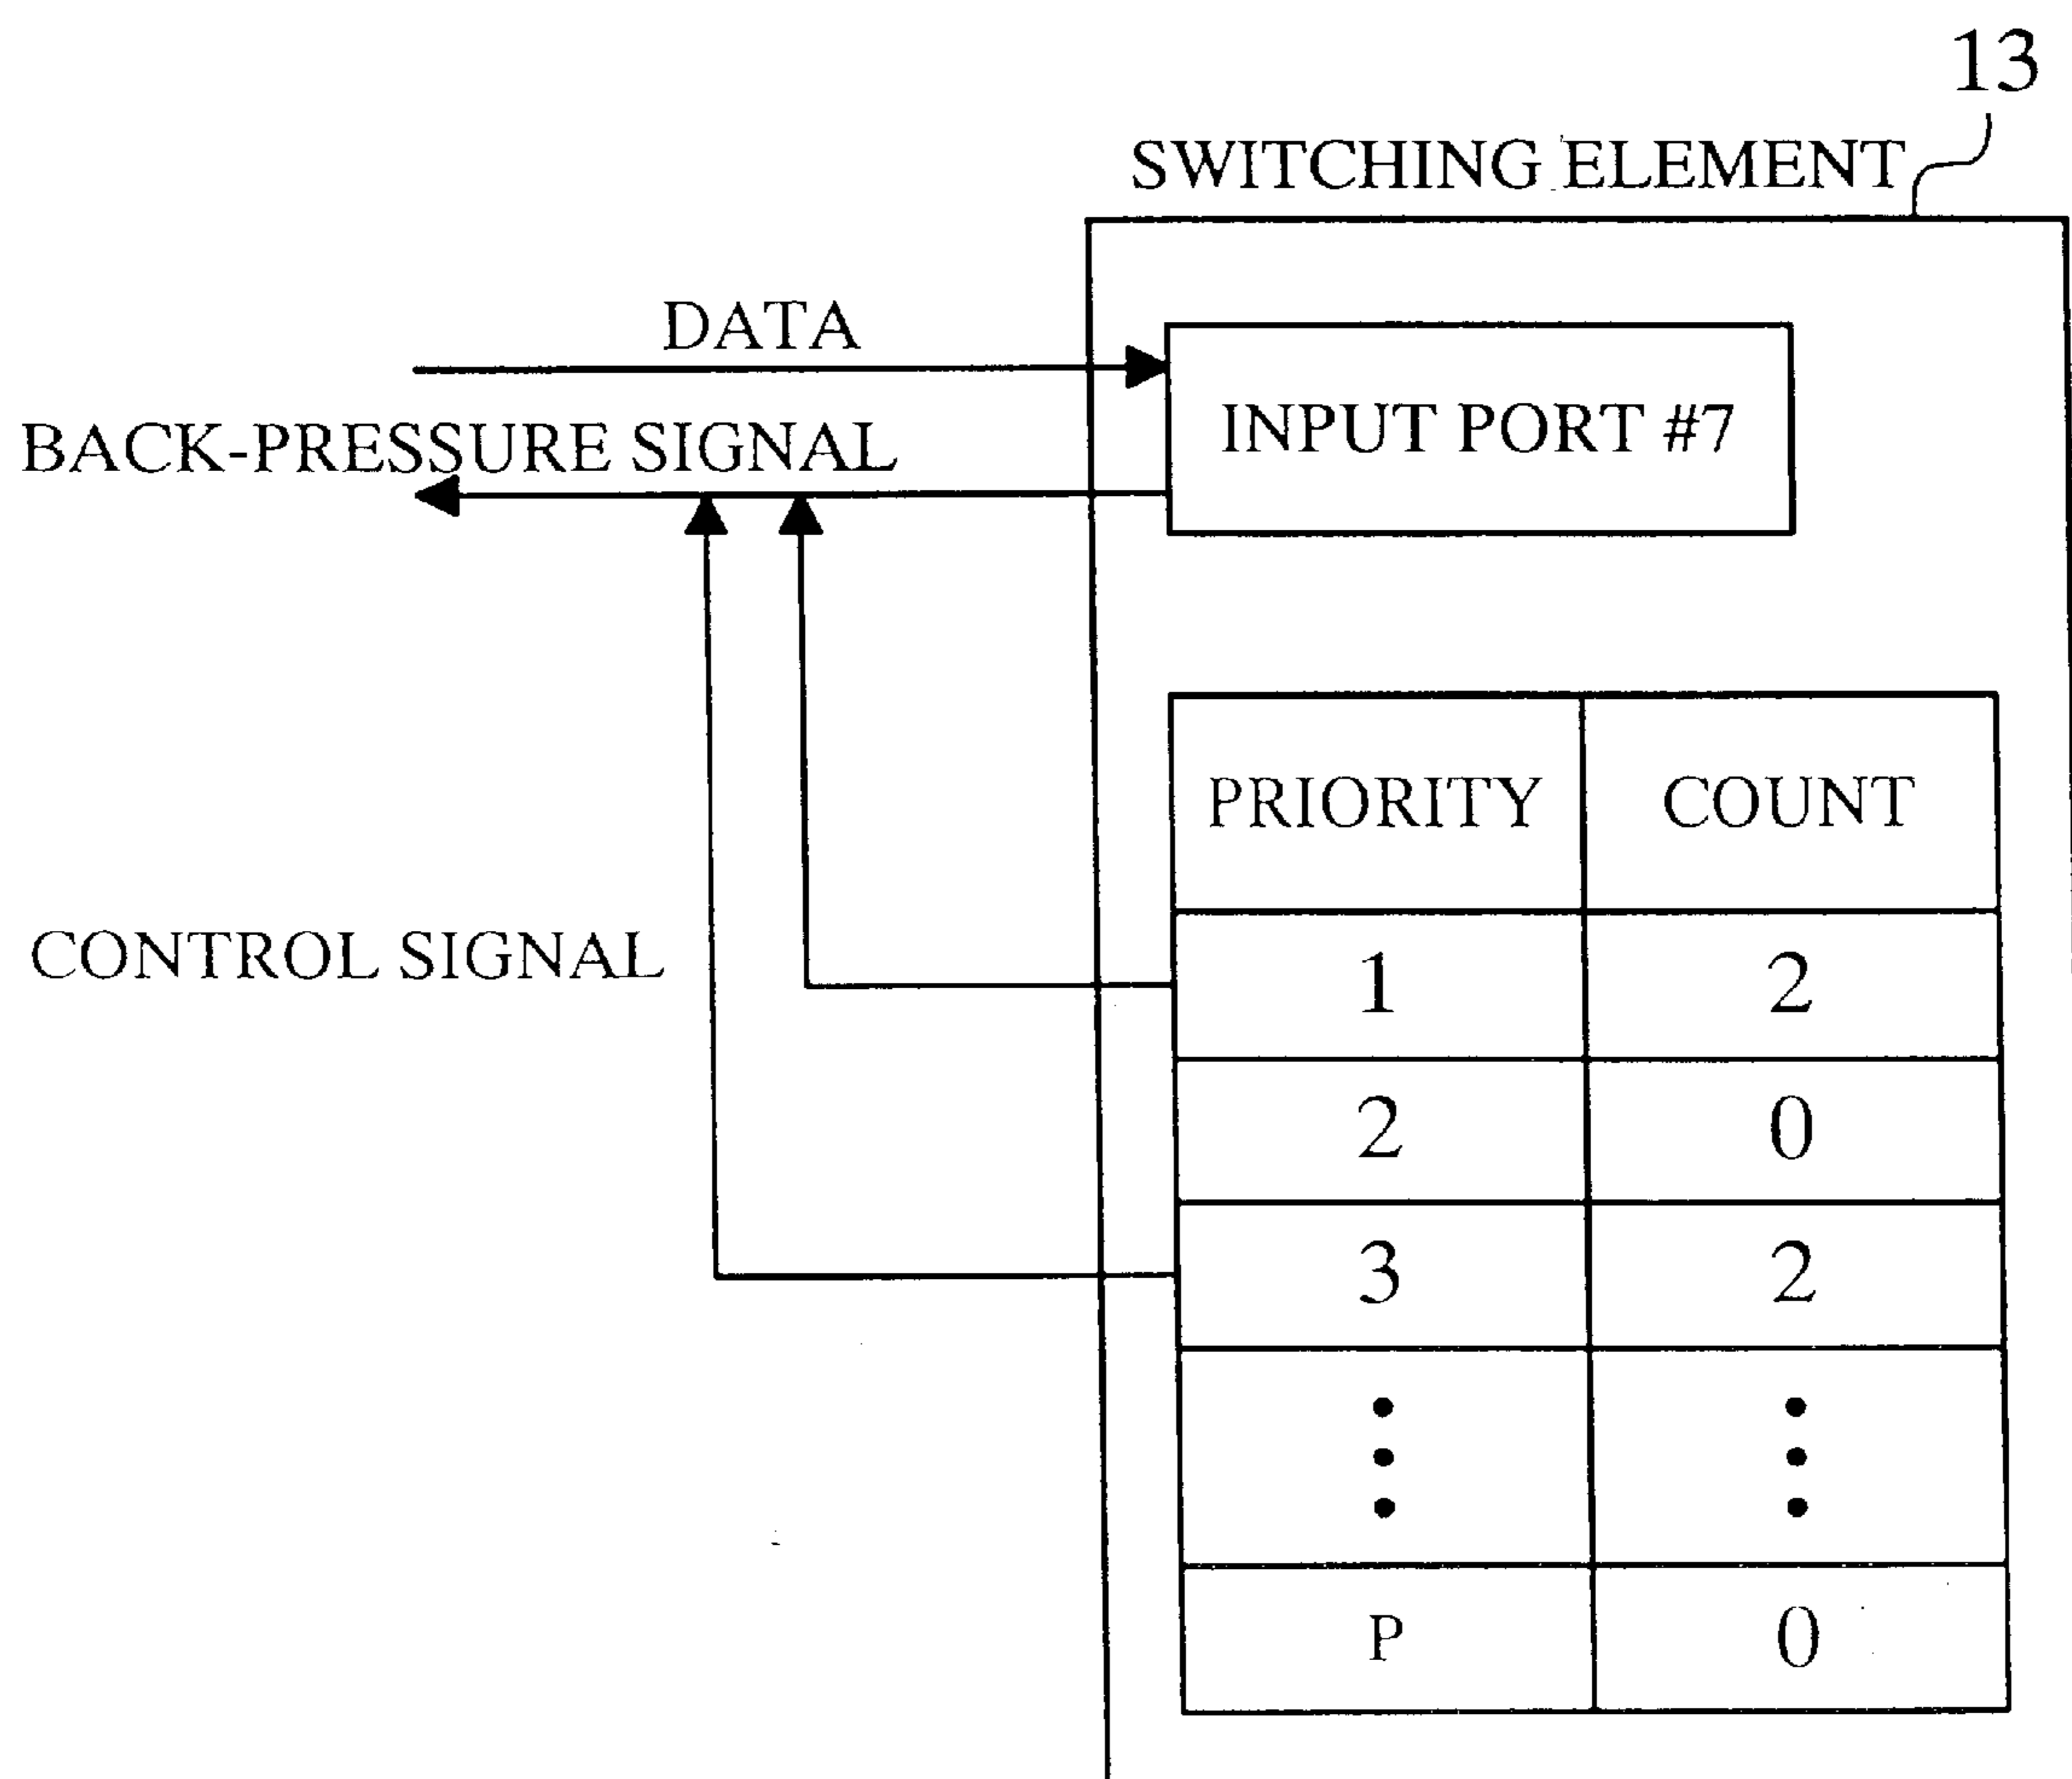 13
SWITCHING ELEMENT
DATA
INPUT PORT #7
BACK-PRESSURE SIGNAL
PRIORITY COUNT
CONTROL SIGNAL
1 2
2 0
3 2
P 0